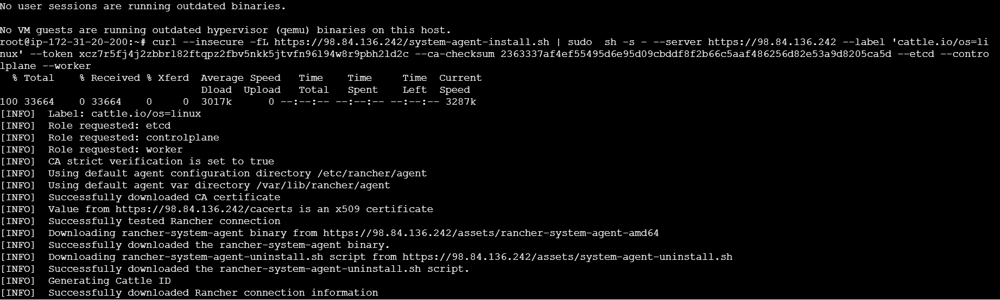 No user sessions are running outdated binaries.
No VM guests are running outdated hypervisor (qemu) binaries on this host.
root@ip-172-31-20-200:~# curl --insecure -fL https://98.84.136.242/system-agent-install.sh | sudo  sh -s - --server https://98.84.136.242 --label 'cattle.io/os=li
nux' --token xcz7r5fj4j2zbbrl82ftqpz2fbv5nkk5jtvfn96l94w8r9pbh2ld2c --ca-checksum 2363337af4ef55495d6e95d09cbddf8f2b66c5aaf486256d82e53a9d8205ca5d --etcd --contro
lplane --worker
  % Total    % Received % Xferd  Average Speed   Time    Time     Time  Current
                                 Dload  Upload   Total   Spent    Left  Speed
100 33664    0 33664    0     0  3017k      0 --:--:-- --:--:-- --:--:-- 3287k
[INFO]  Label: cattle.io/os=linux
[INFO]  Role requested: etcd
[INFO]  Role requested: controlplane
[INFO]  Role requested: worker
[INFO]  CA strict verification is set to true
[INFO]  Using default agent configuration directory /etc/rancher/agent
[INFO]  Using default agent var directory /var/lib/rancher/agent
[INFO]  Successfully downloaded CA certificate
[INFO]  Value from https://98.84.136.242/cacerts is an x509 certificate
[INFO]  Successfully tested Rancher connection
[INFO]  Downloading rancher-system-agent binary from https://98.84.136.242/assets/rancher-system-agent-amd64
[INFO]  Successfully downloaded the rancher-system-agent binary.
[INFO]  Downloading rancher-system-agent-uninstall.sh script from https://98.84.136.242/assets/system-agent-uninstall.sh
[INFO]  Successfully downloaded the rancher-system-agent-uninstall.sh script.
[INFO]  Generating Cattle ID
[INFO]  Successfully downloaded Rancher connection information